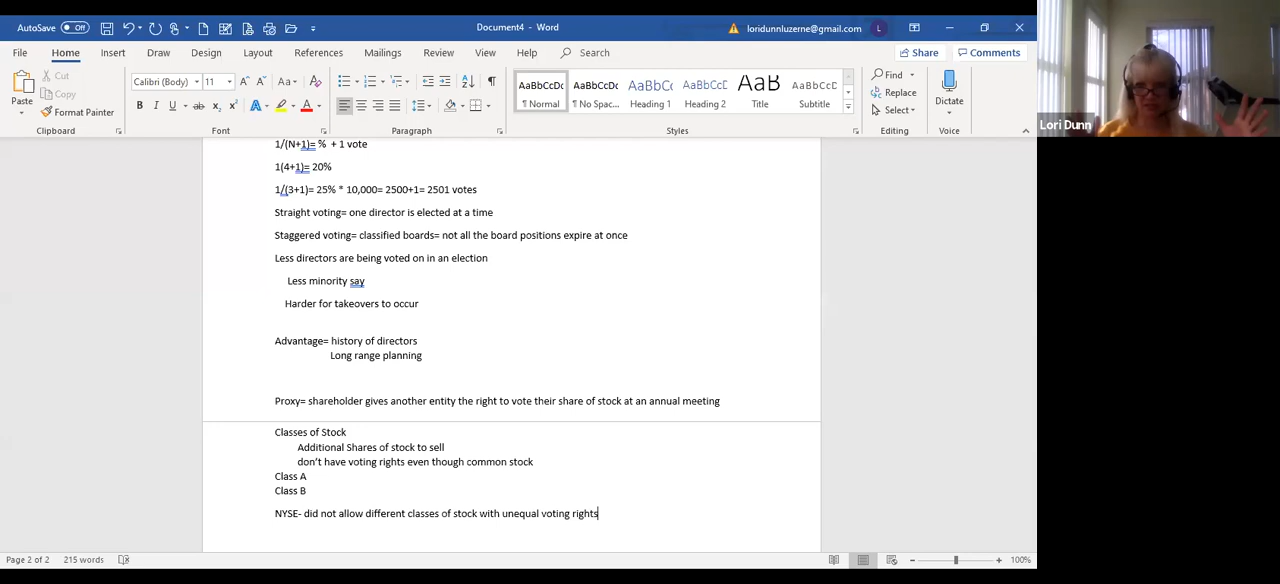 AutoSave Off Document4 - Word loridunnluzerne@gmail.com L
File Home Insert Draw Design Layout References Mailings Review View Help Search Share Comments
Paste Cut Copy Format Painter Clipboard
Calibri (Body) 11 A A Aa A B I U ab x₂ x² A A Font
Paragraph
AaBbCcDc ¶ Normal AaBbCcDc ¶ No Spac... AaBbC Heading 1 AaBbCcD Heading 2 AaB Title AaBbCcD Subtitle Styles
Find Replace Select Editing
Dictate Voice
Lori Dunn
1/(N+1)= % + 1 vote
1(4+1)= 20%
1/(3+1)= 25% * 10,000= 2500+1= 2501 votes
Straight voting= one director is elected at a time
Staggered voting= classified boards= not all the board positions expire at once
Less directors are being voted on in an election
Less minority say
Harder for takeovers to occur
Advantage= history of directors
Long range planning
Proxy= shareholder gives another entity the right to vote their share of stock at an annual meeting
Classes of Stock
Additional Shares of stock to sell
don't have voting rights even though common stock
Class A
Class B
NYSE- did not allow different classes of stock with unequal voting rights
Page 2 of 2 215 words 100%